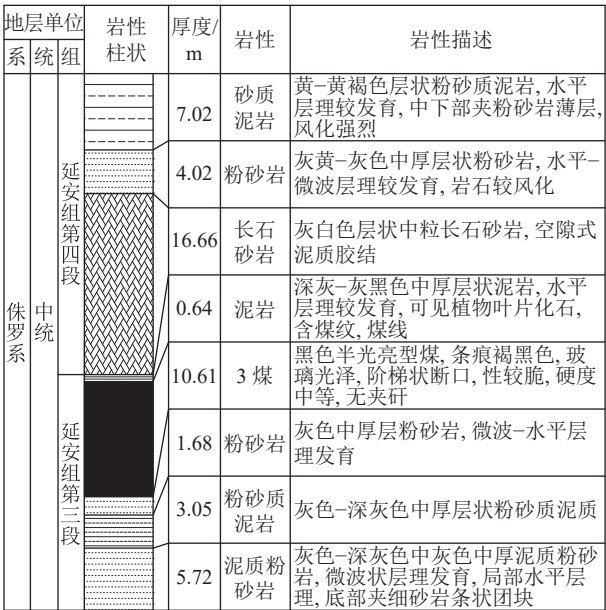 地层单位 岩性 厚度/ 岩性 岩性描述
系 统 组 柱状 m
侏罗系
中统
延安组第四段
延安组第三段
7.02 砂质泥岩 黄-黄褐色层状粉砂质泥岩, 水平
层理较发育, 中下部夹粉砂岩薄层,
风化强烈
4.02 粉砂岩 灰黄-灰色中厚层状粉砂岩, 水平-
微波层理较发育, 岩石较风化
16.66 长石砂岩 灰白色层状中粒长石砂岩, 空隙式
泥质胶结
0.64 泥岩 深灰-灰黑色中厚层状泥岩, 水平
层理较发育, 可见植物叶片化石,
含煤纹, 煤线
10.61 3 煤 黑色半光亮型煤, 条痕褐黑色, 玻
璃光泽, 阶梯状断口, 性较脆, 硬度
中等, 无夹矸
1.68 粉砂岩 灰色中厚层粉砂岩, 微波-水平层
理发育
3.05 粉砂质泥岩 灰色-深灰色中厚层状粉砂质泥质
5.72 泥质粉砂岩 灰色-深灰色中灰色中厚泥质粉砂
岩, 微波状层理发育, 局部水平层
理, 底部夹细砂岩条状团块